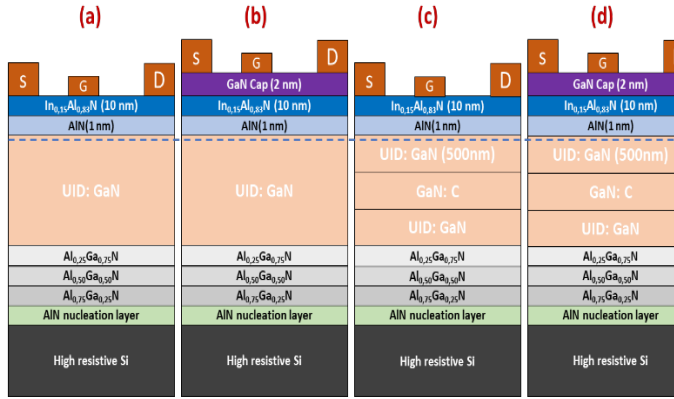 (a)
S
G
D
In0,15Al0,83N (10 nm)
AlN(1 nm)
UID: GaN
Al0,25Ga0,75N
Al0,50Ga0,50N
Al0,75Ga0,25N
AlN nucleation layer
High resistive Si
(b)
S
G
D
GaN Cap (2 nm)
In0,15Al0,83N (10 nm)
AlN(1 nm)
UID: GaN
Al0,25Ga0,75N
Al0,50Ga0,50N
Al0,75Ga0,25N
AlN nucleation layer
High resistive Si
(c)
S
G
D
In0,15Al0,83N (10 nm)
AlN(1 nm)
UID: GaN (500nm)
GaN: C
UID: GaN
Al0,25Ga0,75N
Al0,50Ga0,50N
Al0,75Ga0,25N
AlN nucleation layer
High resistive Si
(d)
S
G
D
GaN Cap (2 nm)
In0,15Al0,83N (10 nm)
AlN(1 nm)
UID: GaN (500nm)
GaN: C
UID: GaN
Al0,25Ga0,75N
Al0,50Ga0,50N
Al0,75Ga0,25N
AlN nucleation layer
High resistive Si